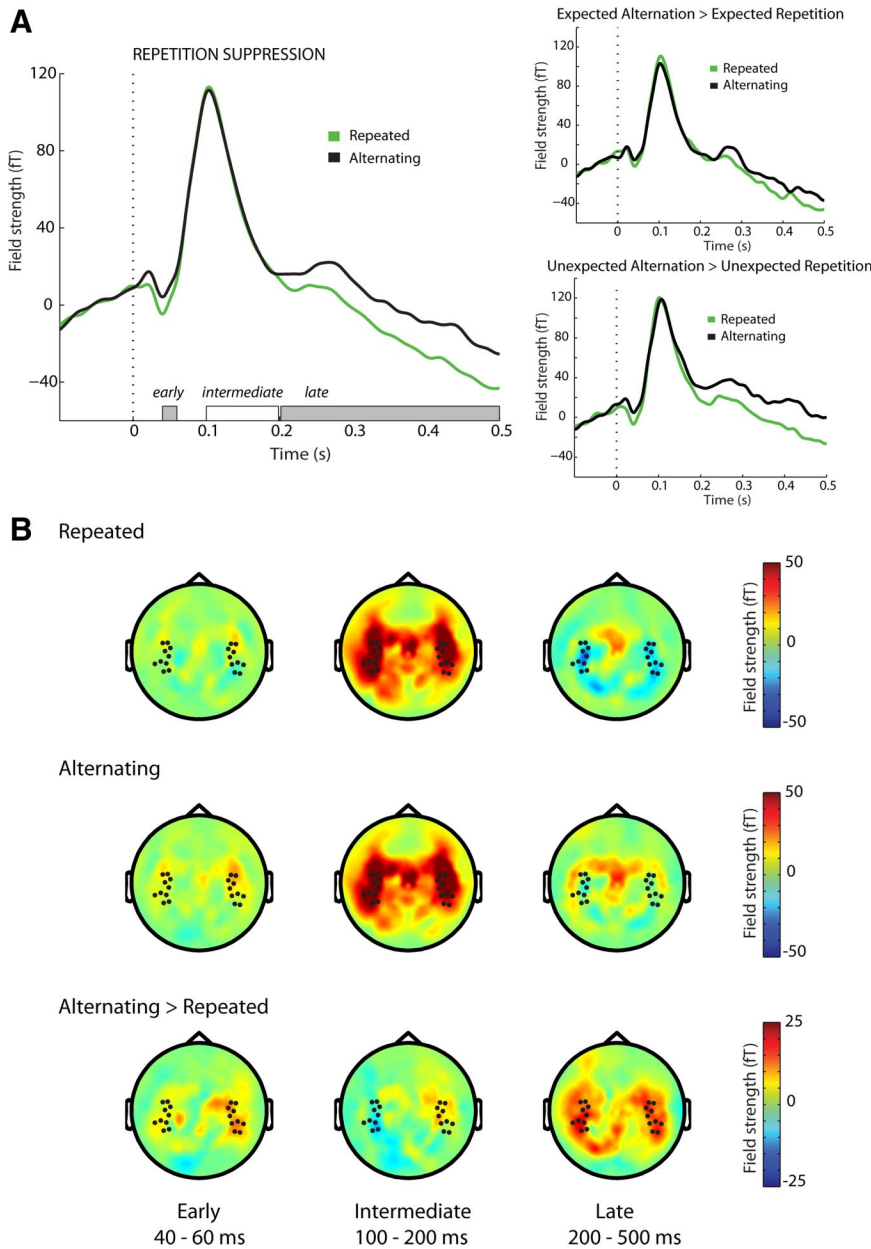 A
REPETITION SUPPRESSION
120
80
40
0
−40
Field strength (fT)
Repeated
Alternating
early
intermediate
late
0
0.1
0.2
0.3
0.4
0.5
Time (s)
Expected Alternation > Expected Repetition
120
80
40
0
−40
Field strength (fT)
Repeated
Alternating
0
0.1
0.2
0.3
0.4
0.5
Time (s)
Unexpected Alternation > Unexpected Repetition
120
80
40
0
−40
Field strength (fT)
Repeated
Alternating
0
0.1
0.2
0.3
0.4
0.5
Time (s)
B
Repeated
Field strength (fT)
50
0
-50
Alternating
Field strength (fT)
50
0
-50
Alternating > Repeated
Field strength (fT)
25
0
-25
Early
40 - 60 ms
Intermediate
100 - 200 ms
Late
200 - 500 ms